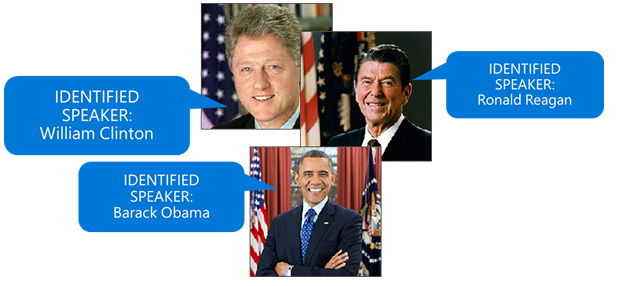 IDENTIFIED
SPEAKER:
William Clinton
IDENTIFIED
SPEAKER:
Ronald Reagan
IDENTIFIED
SPEAKER:
Barack Obama